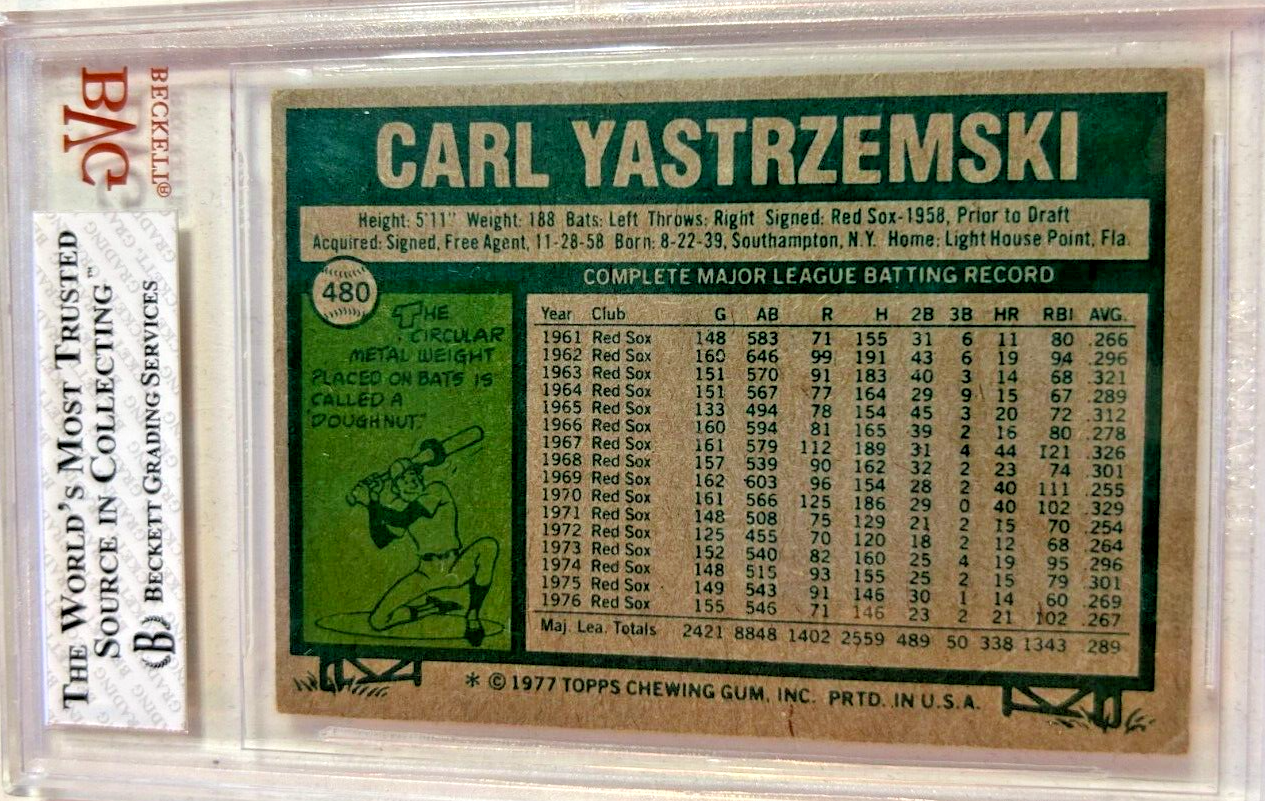 BECKETT®
BVG
THE WORLD'S MOST TRUSTED
SOURCE IN COLLECTING™
B BECKETT GRADING SERVICES
CARL YASTRZEMSKI
Height: 5'11" Weight: 188 Bats: Left Throws: Right Signed: Red Sox-1958, Prior to Draft
Acquired: Signed, Free Agent, 11-28-58 Born: 8-22-39, Southampton, N.Y. Home: Light House Point, Fla.
480
THE
CIRCULAR
METAL WEIGHT
PLACED ON BATS IS
CALLED A
"DOUGHNUT."
COMPLETE MAJOR LEAGUE BATTING RECORD
Year Club G AB R H 2B 3B HR RBI AVG.
1961 Red Sox 148 583 71 155 31 6 11 80 .266
1962 Red Sox 160 646 99 191 43 6 19 94 .296
1963 Red Sox 151 570 91 183 40 3 14 68 .321
1964 Red Sox 151 567 77 164 29 9 15 67 .289
1965 Red Sox 133 494 78 154 45 3 20 72 .312
1966 Red Sox 160 594 81 165 39 2 16 80 .278
1967 Red Sox 161 579 112 189 31 4 44 121 .326
1968 Red Sox 157 539 90 162 32 2 23 74 .301
1969 Red Sox 162 603 96 154 28 2 40 111 .255
1970 Red Sox 161 566 125 186 29 0 40 102 .329
1971 Red Sox 148 508 75 129 21 2 15 70 .254
1972 Red Sox 125 455 70 120 18 2 12 68 .264
1973 Red Sox 152 540 82 160 25 4 19 95 .296
1974 Red Sox 148 515 93 155 25 2 15 79 .301
1975 Red Sox 149 543 91 146 30 1 14 60 .269
1976 Red Sox 155 546 71 146 23 2 21 102 .267
Maj. Lea. Totals 2421 8848 1402 2559 489 50 338 1343 .289
* © 1977 TOPPS CHEWING GUM, INC. PRTD. IN U.S.A.